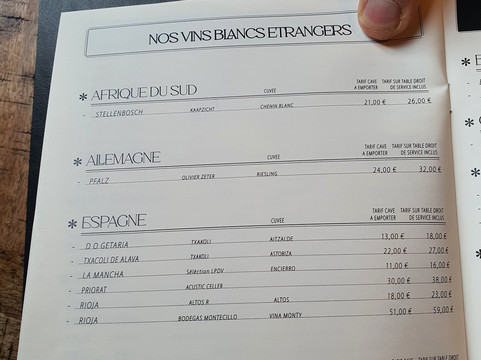 NOS VINS BLANCS ETRANGERS
* AFRIQUE DU SUD CUVEE TARIF CAVE A EMPORTER TARIF SUR TABLE DROIT DE SERVICE INCLUS
- STELLENBOSCH KAAPZICHT CHENIN BLANC 21,00 € 26,00 €
* AILEMAGNE CUVEE TARIF CAVE A EMPORTER TARIF SUR TABLE DROIT DE SERVICE INCLUS
- PFALZ OLIVIER ZETER RIESLING 24,00 € 32,00 €
* ESPAGNE CUVEE TARIF CAVE A EMPORTER TARIF SUR TABLE DROIT DE SERVICE INCLUS
- D O GETARIA TXAKOLI AITZALDE 13,00 € 18,00 €
- TXACOLI DE ALAVA TXAKOLI ASTOBIZA 22,00 € 27,00 €
- LA MANCHA Séléction LPDV ENCIERRO 11,00 € 16,00 €
- PRIORAT ACUSTIC CELLER 30,00 € 38,00 €
- RIOJA ALTOS R ALTOS 18,00 € 23,00 €
- RIOJA BODEGAS MONTECILLO VINA MONTY 51,00 € 59,00 €